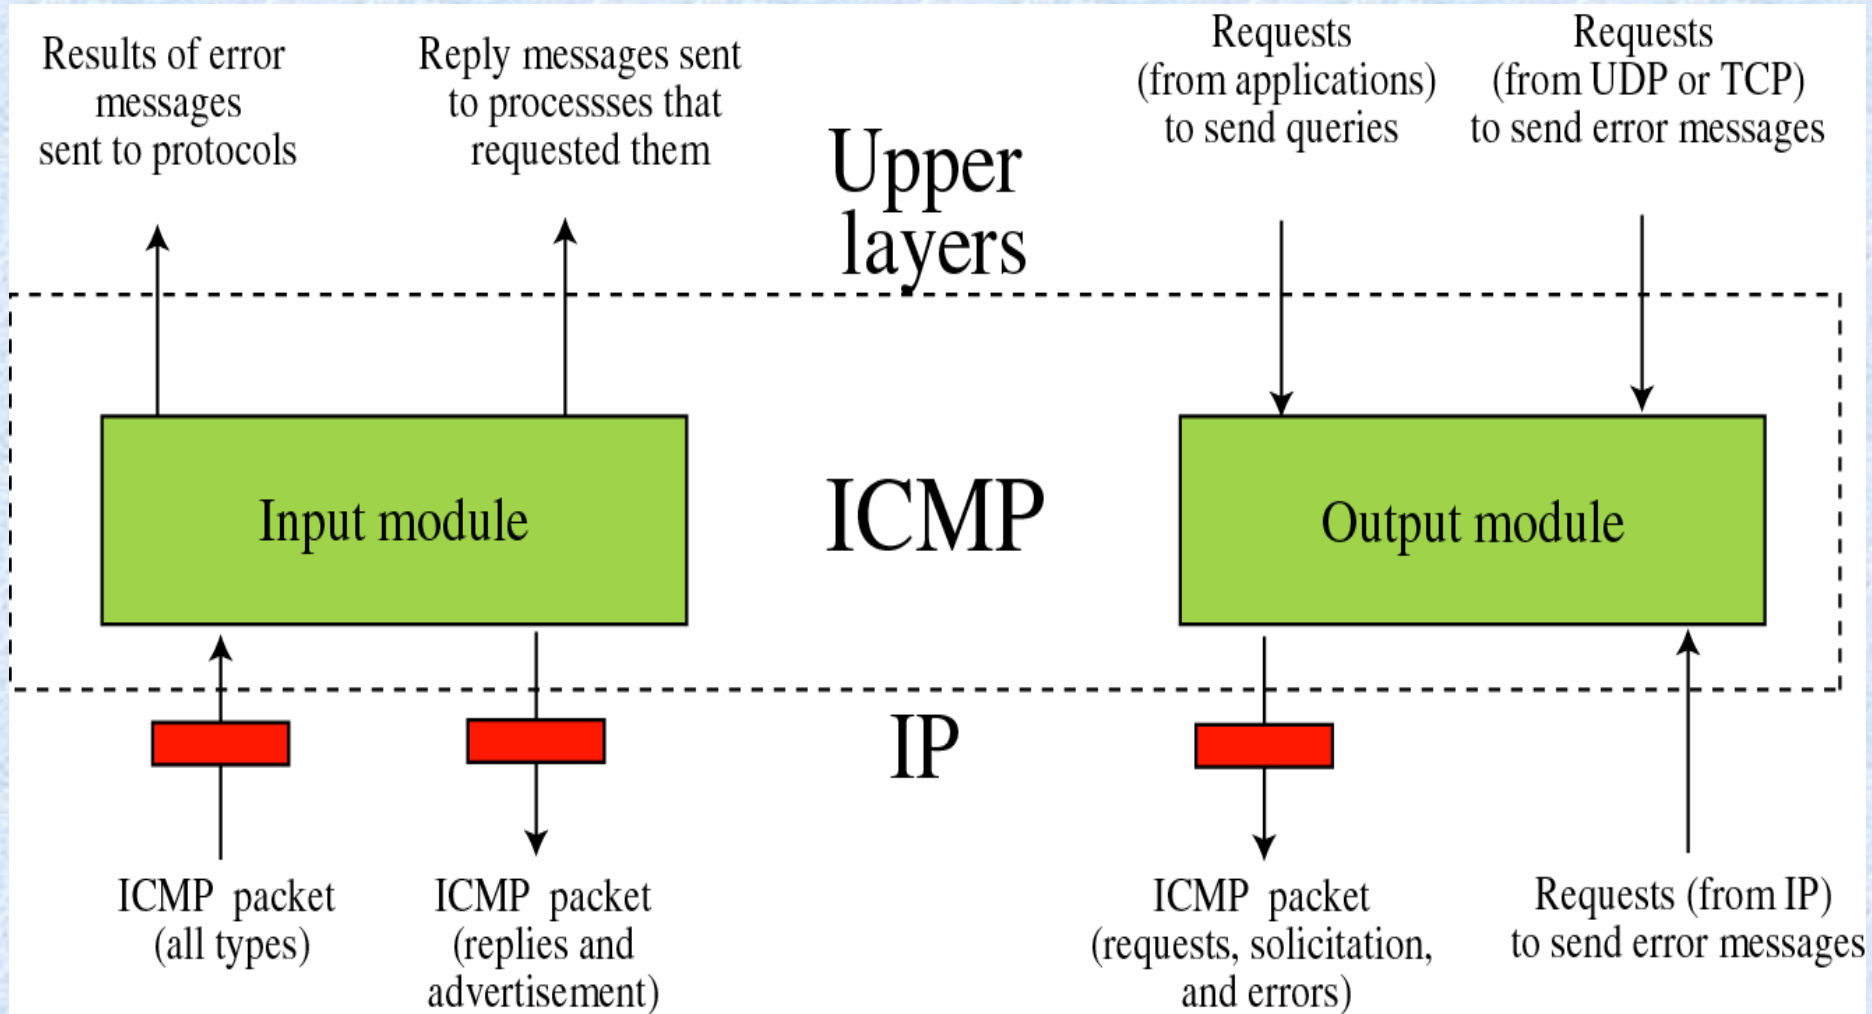 Results of error
messages
sent to protocols
Reply messages sent
to processses that
requested them
Upper
layers
Requests
(from applications)
to send queries
Requests
(from UDP or TCP)
to send error messages
Input module
ICMP
Output module
IP
ICMP packet
(all types)
ICMP packet
(replies and
advertisement)
ICMP packet
(requests, solicitation,
and errors)
Requests (from IP)
to send error messages